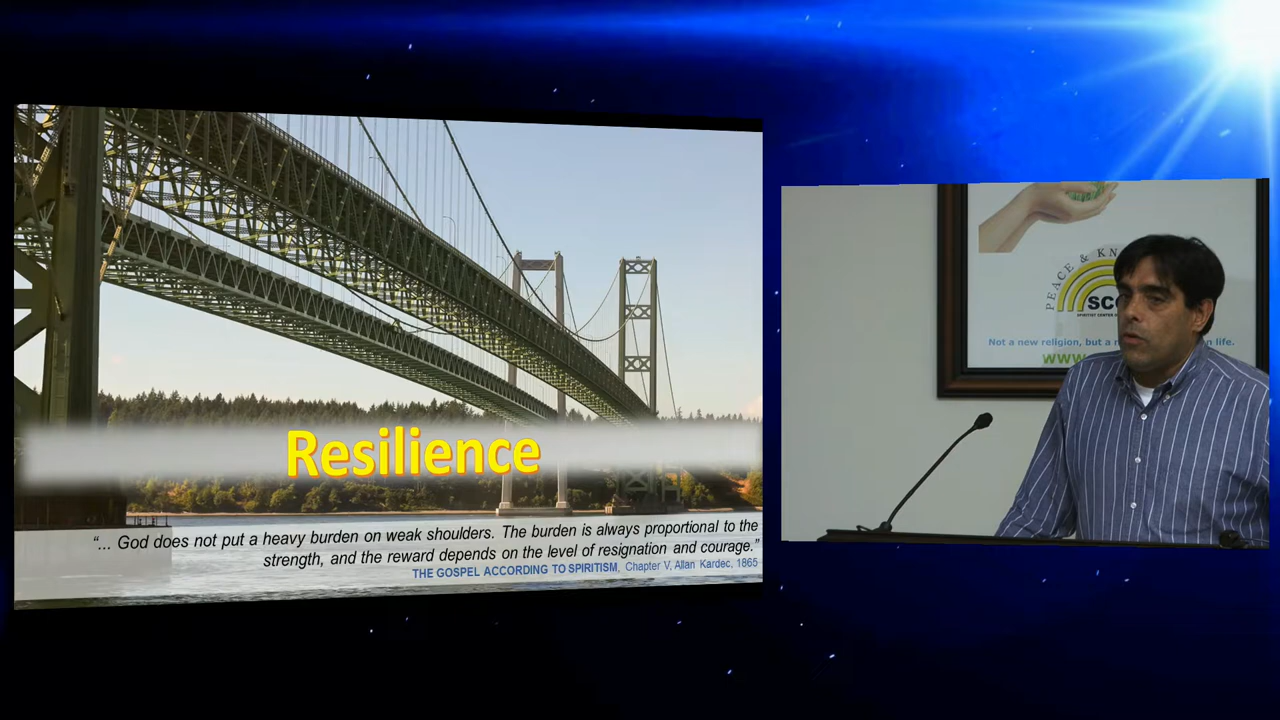 Resilience
“... God does not put a heavy burden on weak shoulders. The burden is always proportional to the
strength, and the reward depends on the level of resignation and courage.”
THE GOSPEL ACCORDING TO SPIRITISM, Chapter V, Allan Kardec, 1865
PEACE &
SPIRITIST CENTER
Not a new religion, but a life.
www.